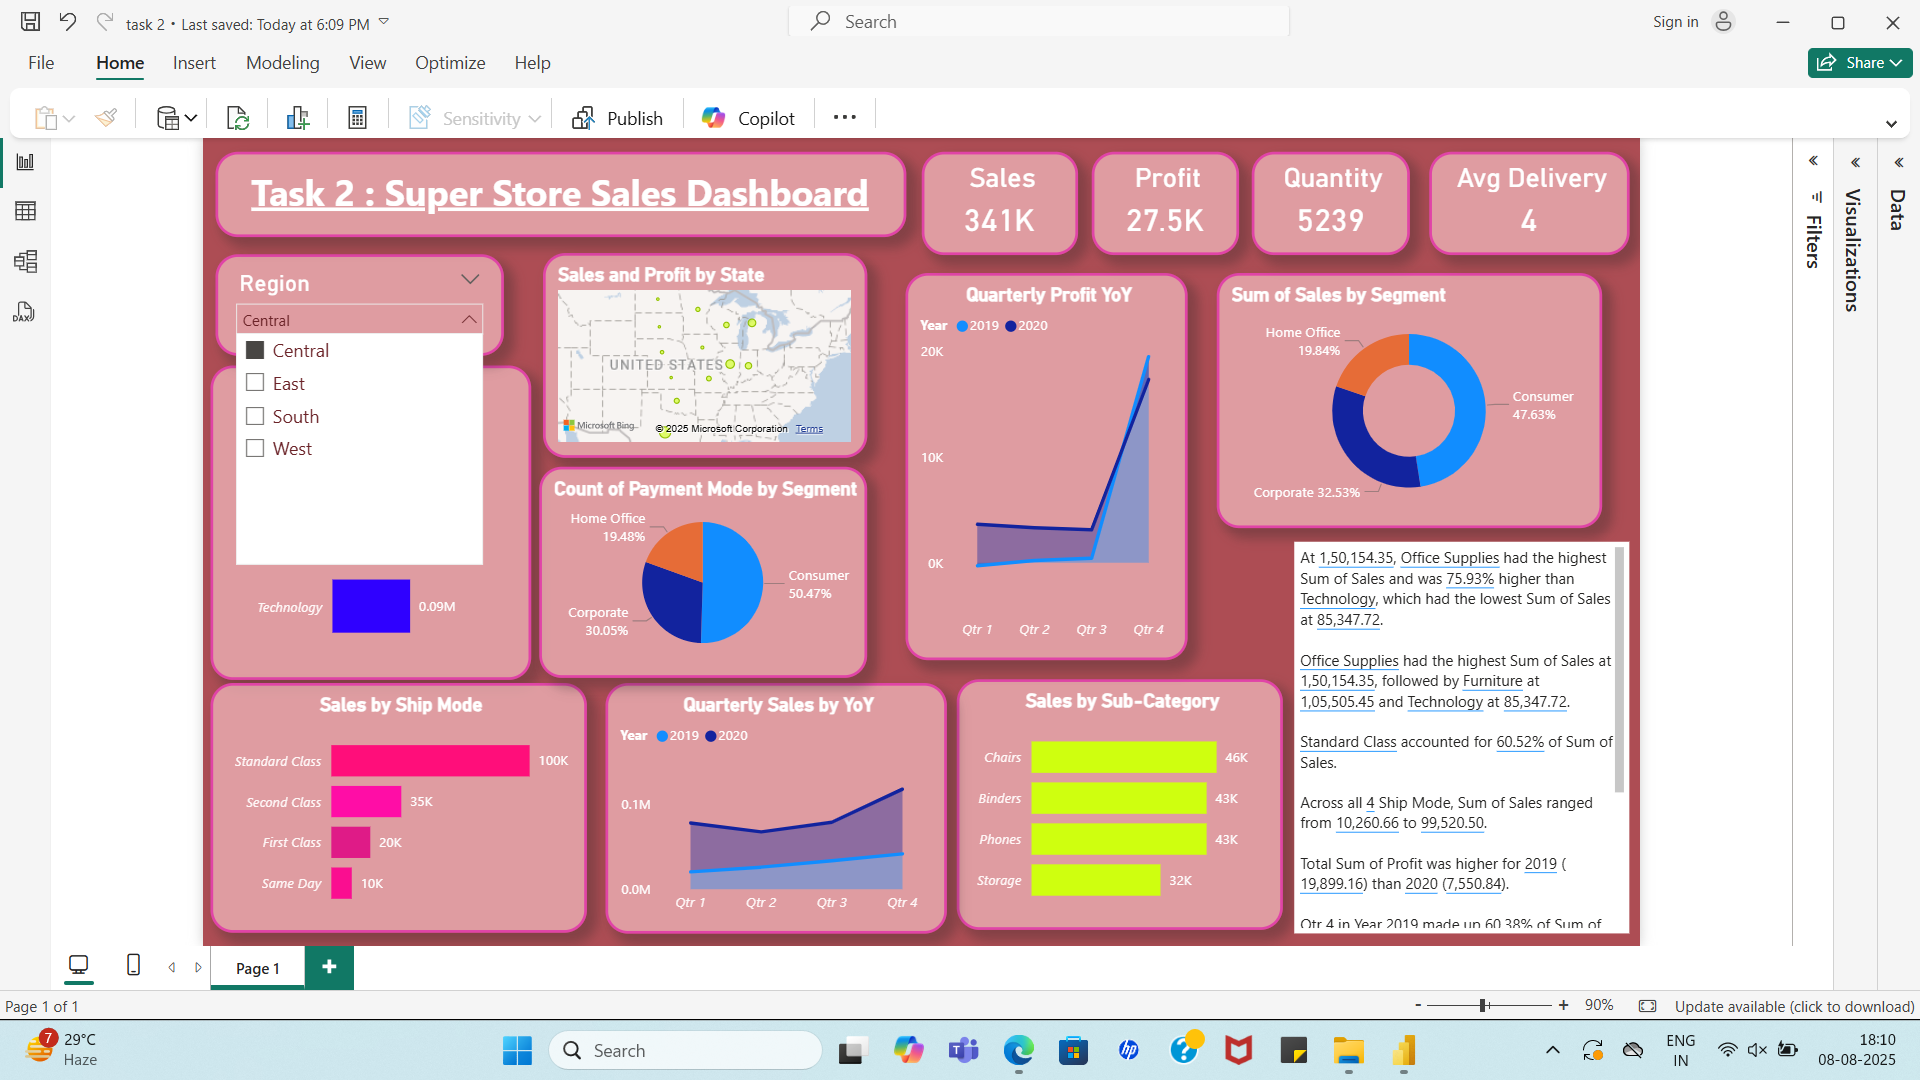 task 2 • Last saved: Today at 6:09 PM
Search
Sign in
File
Home
Insert
Modeling
View
Optimize
Help
Share
Sensitivity
Publish
Copilot
Task 2 : Super Store Sales Dashboard
Sales
341K
Profit
27.5K
Quantity
5239
Avg Delivery
4
Filters
Visualizations
Data
DAX
Region
Central
Central
East
South
West
Technology
0.09M
Sales and Profit by State
UNITED STATES
Microsoft Bing
© 2025 Microsoft Corporation Terms
Count of Payment Mode by Segment
Home Office
19.48%
Consumer
50.47%
Corporate
30.05%
Quarterly Profit YoY
Year 2019 2020
20K
10K
0K
Qtr 1 Qtr 2 Qtr 3 Qtr 4
Sum of Sales by Segment
Home Office
19.84%
Consumer
47.63%
Corporate 32.53%
At 1,50,154.35, Office Supplies had the highest
Sum of Sales and was 75.93% higher than
Technology, which had the lowest Sum of Sales
at 85,347.72.
Office Supplies had the highest Sum of Sales at
1,50,154.35, followed by Furniture at
1,05,505.45 and Technology at 85,347.72.
Standard Class accounted for 60.52% of Sum of
Sales.
Across all 4 Ship Mode, Sum of Sales ranged
from 10,260.66 to 99,520.50.
Total Sum of Profit was higher for 2019 (
19,899.16) than 2020 (7,550.84).
Qtr 4 in Year 2019 made up 60.38% of Sum of
Sales by Ship Mode
Standard Class
100K
Second Class
35K
First Class
20K
Same Day
10K
Quarterly Sales by YoY
Year 2019 2020
0.1M
0.0M
Qtr 1 Qtr 2 Qtr 3 Qtr 4
Sales by Sub-Category
Chairs
46K
Binders
43K
Phones
43K
Storage
32K
Page 1
Page 1 of 1
- + 90%
Update available (click to download)
7
29°C
Haze
Search
ENG
IN
18:10
08-08-2025